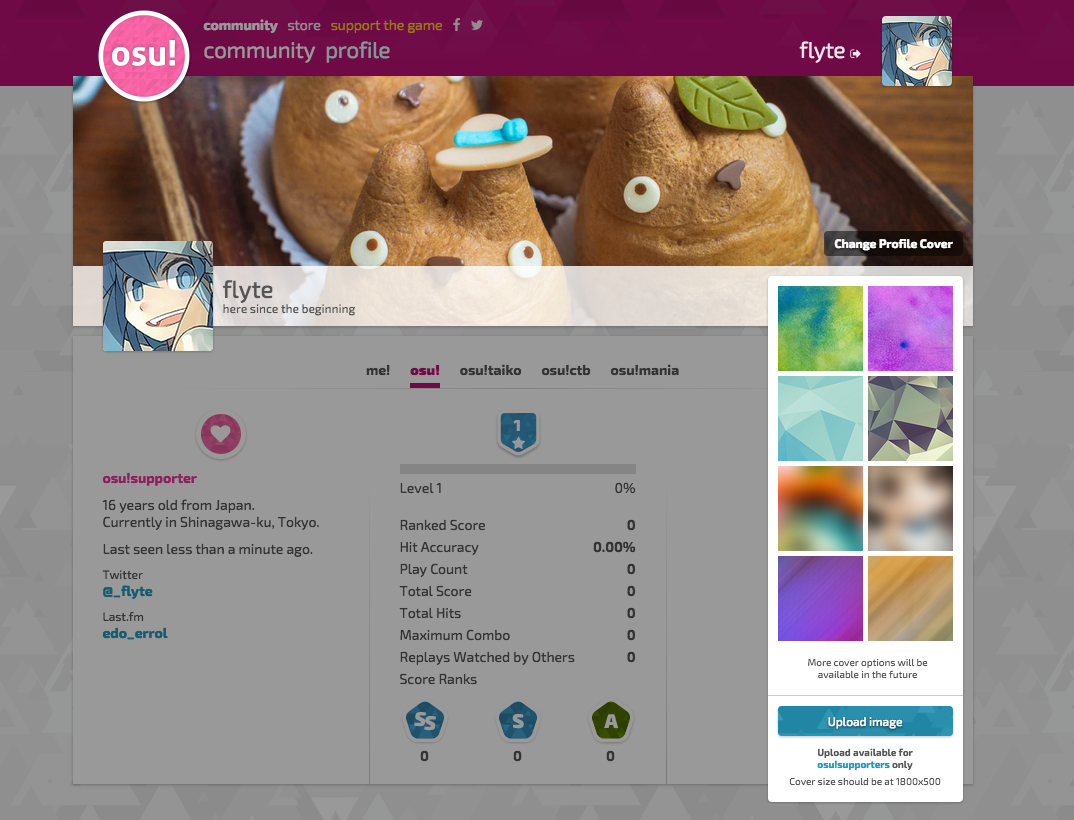 community store support the game
osu!
community profile
flyte
Change Profile Cover
flyte
here since the beginning
me! osu! osu!taiko osu!ctb osu!mania
osu!supporter
16 years old from Japan.
Currently in Shinagawa-ku, Tokyo.
Last seen less than a minute ago.
Twitter
@_flyte
Last.fm
edo_errol
1
Level 1 0%
Ranked Score 0
Hit Accuracy 0.00%
Play Count 0
Total Score 0
Total Hits 0
Maximum Combo 0
Replays Watched by Others 0
Score Ranks
SS S A
0 0 0
More cover options will be
available in the future
Upload image
Upload available for
osu!supporters only
Cover size should be at 1800x500